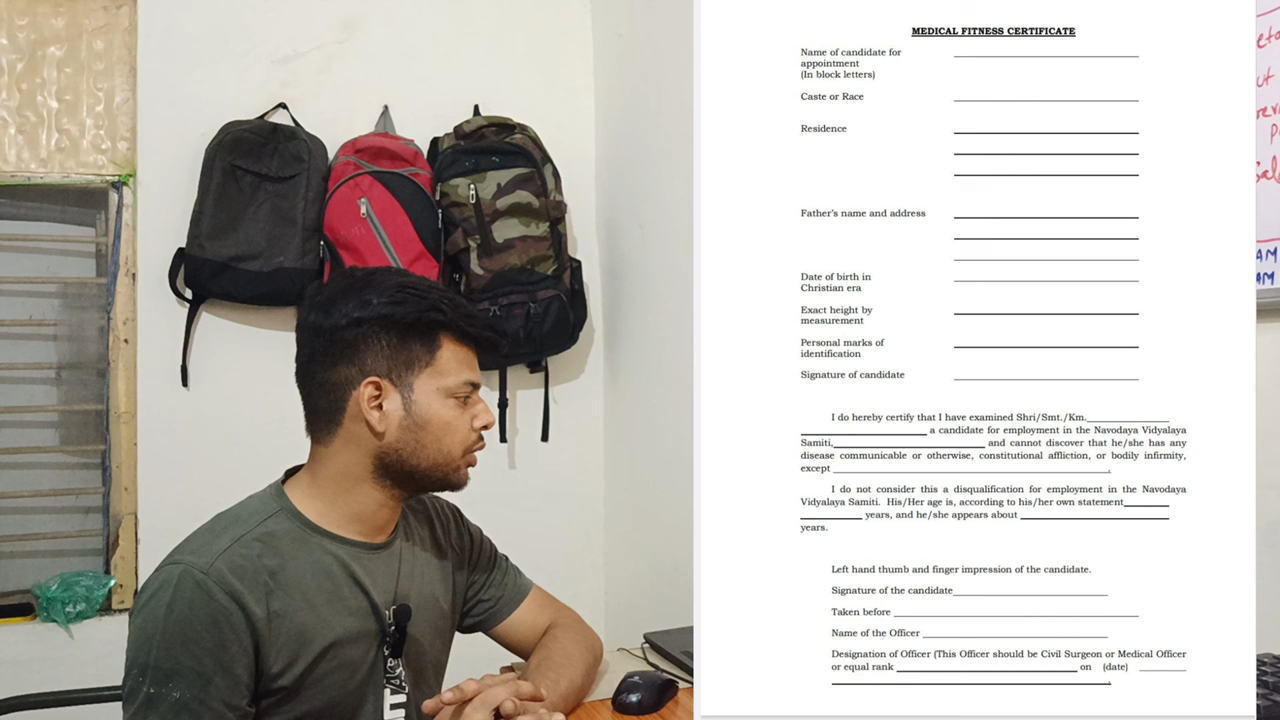 MEDICAL FITNESS CERTIFICATE
Name of candidate for
appointment
(In block letters)
Caste or Race
Residence
Father's name and address
Date of birth in
Christian era
Exact height by
measurement
Personal marks of
identification
Signature of candidate
I do hereby certify that I have examined Shri/Smt./Km.
a candidate for employment in the Navodaya Vidyalaya
Samiti, and cannot discover that he/she has any
disease communicable or otherwise, constitutional affliction, or bodily infirmity,
except .
I do not consider this a disqualification for employment in the Navodaya
Vidyalaya Samiti. His/Her age is, according to his/her own statement
years, and he/she appears about
years.
Left hand thumb and finger impression of the candidate.
Signature of the candidate
Taken before
Name of the Officer
Designation of Officer (This Officer should be Civil Surgeon or Medical Officer
or equal rank on (date)
.
AM
AM